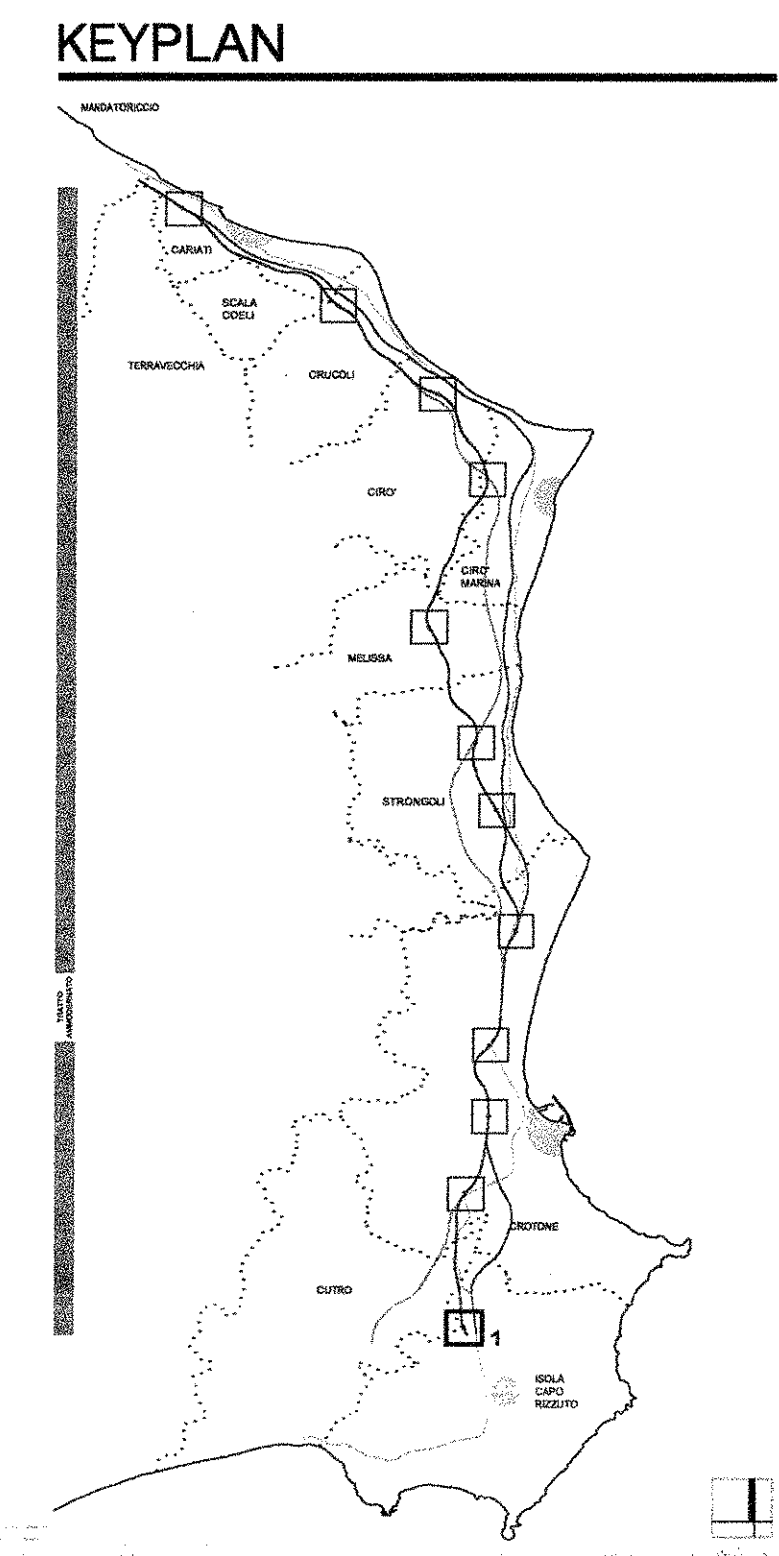 KEYPLAN
MANDATORICCIO
CARIATI
SCALA
COELI
TERRAVECCHIA
CRUCOLI
CIRO'
CIRO'
MARINA
MELISSA
STRONGOLI
TRATTO
AMMODERNATO
CROTONE
CUTRO
1
ISOLA
CAPO
RIZZUTO